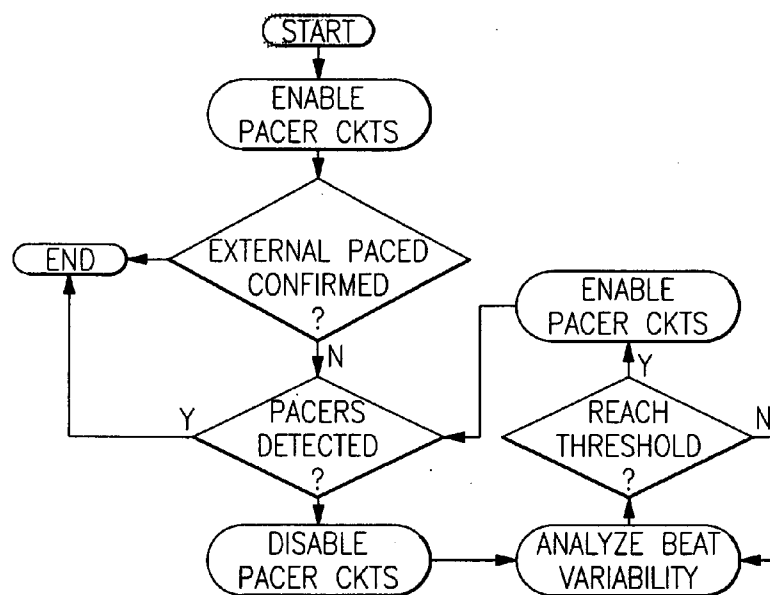 START
ENABLE
PACER CKTS
EXTERNAL PACED
CONFIRMED
?
END
N
ENABLE
PACER CKTS
Y
PACERS
DETECTED
?
Y
REACH
THRESHOLD
?
N
DISABLE
PACER CKTS
ANALYZE BEAT
VARIABILITY